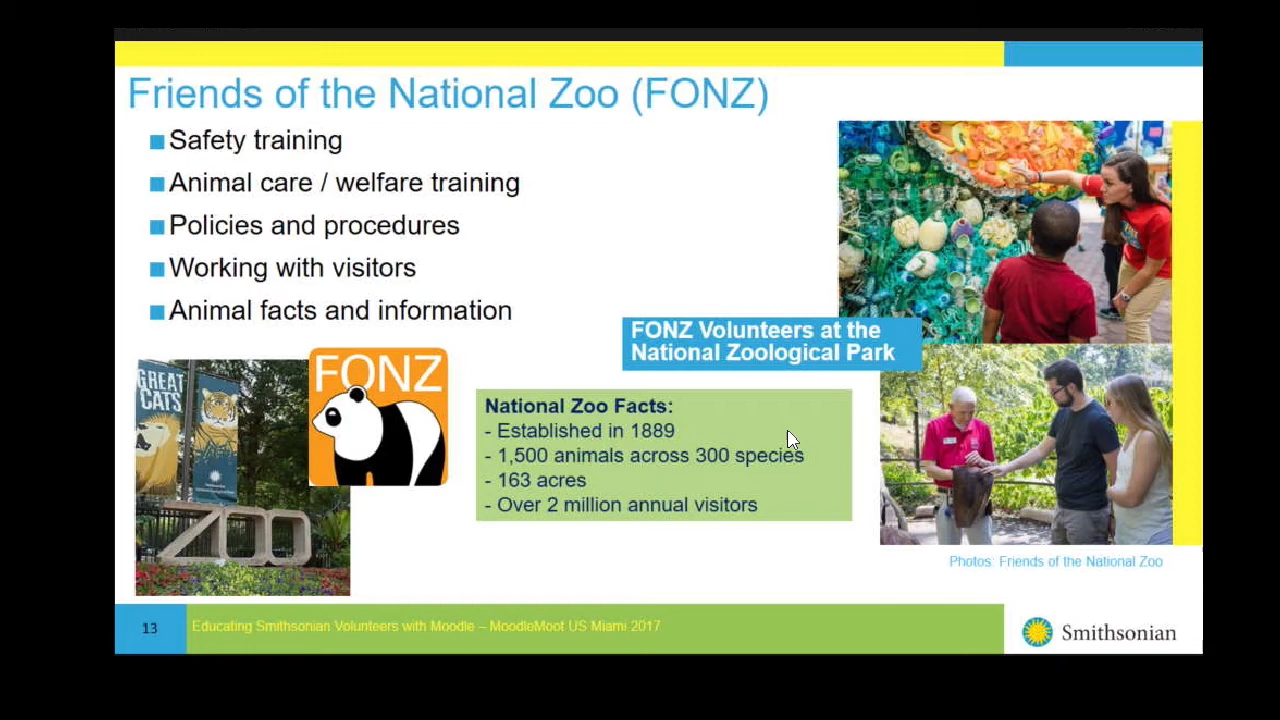 Friends of the National Zoo (FONZ)
Safety training
Animal care / welfare training
Policies and procedures
Working with visitors
Animal facts and information
FONZ Volunteers at the
National Zoological Park
GREAT
CATS
FONZ
ZOO
National Zoo Facts:
- Established in 1889
- 1,500 animals across 300 species
- 163 acres
- Over 2 million annual visitors
Photos: Friends of the National Zoo
13
Educating Smithsonian Volunteers with Moodle – MoodleMoot US Miami 2017
Smithsonian